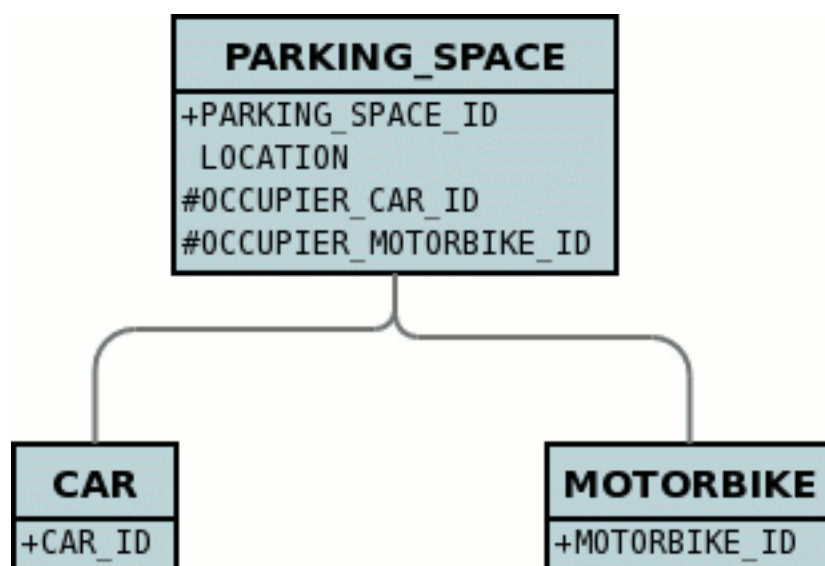 PARKING_SPACE
+PARKING_SPACE_ID
LOCATION
#OCCUPIER_CAR_ID
#OCCUPIER_MOTORBIKE_ID
CAR
+CAR_ID
MOTORBIKE
+MOTORBIKE_ID